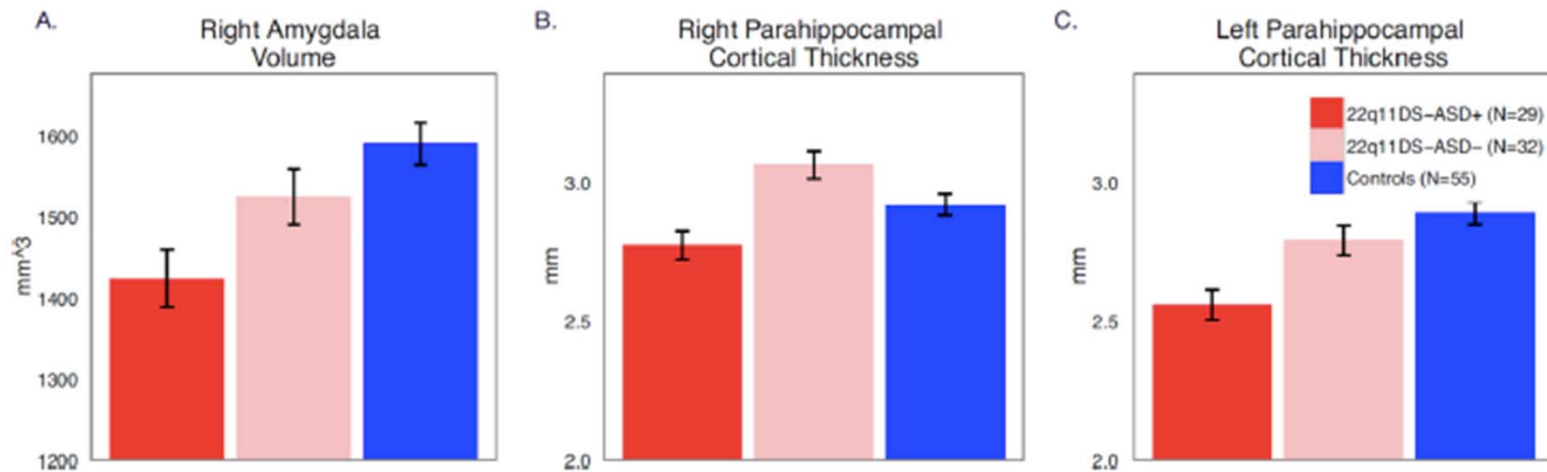 A.
Right Amygdala
Volume
mm^3
1600
1500
1400
1300
1200
B.
Right Parahippocampal
Cortical Thickness
mm
3.0
2.5
2.0
C.
Left Parahippocampal
Cortical Thickness
mm
3.0
2.5
2.0
22q11DS-ASD+ (N=29)
22q11DS-ASD- (N=32)
Controls (N=55)